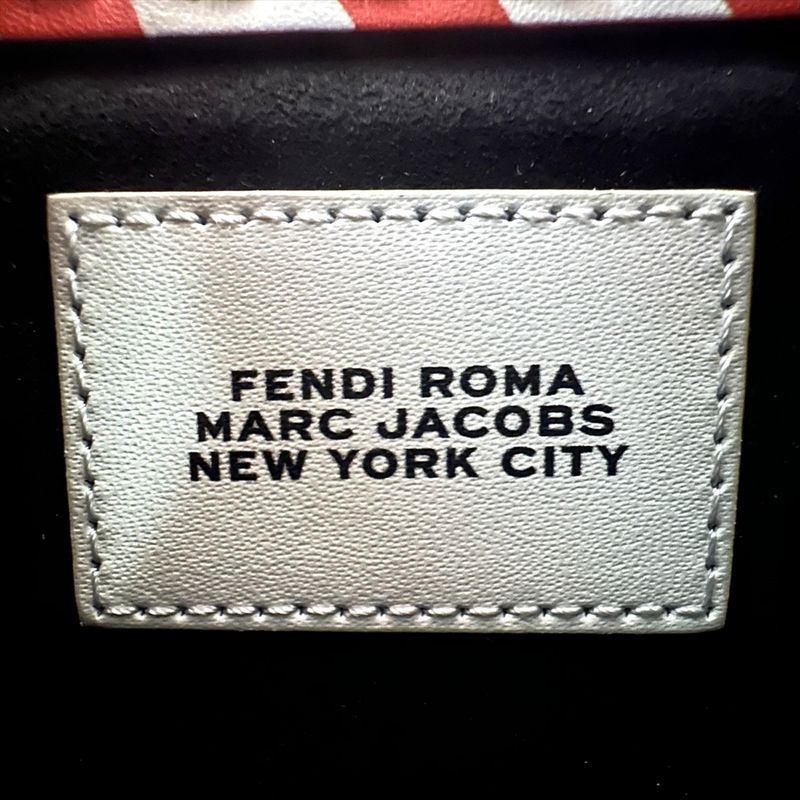 FENDI ROMA
MARC JACOBS
NEW YORK CITY